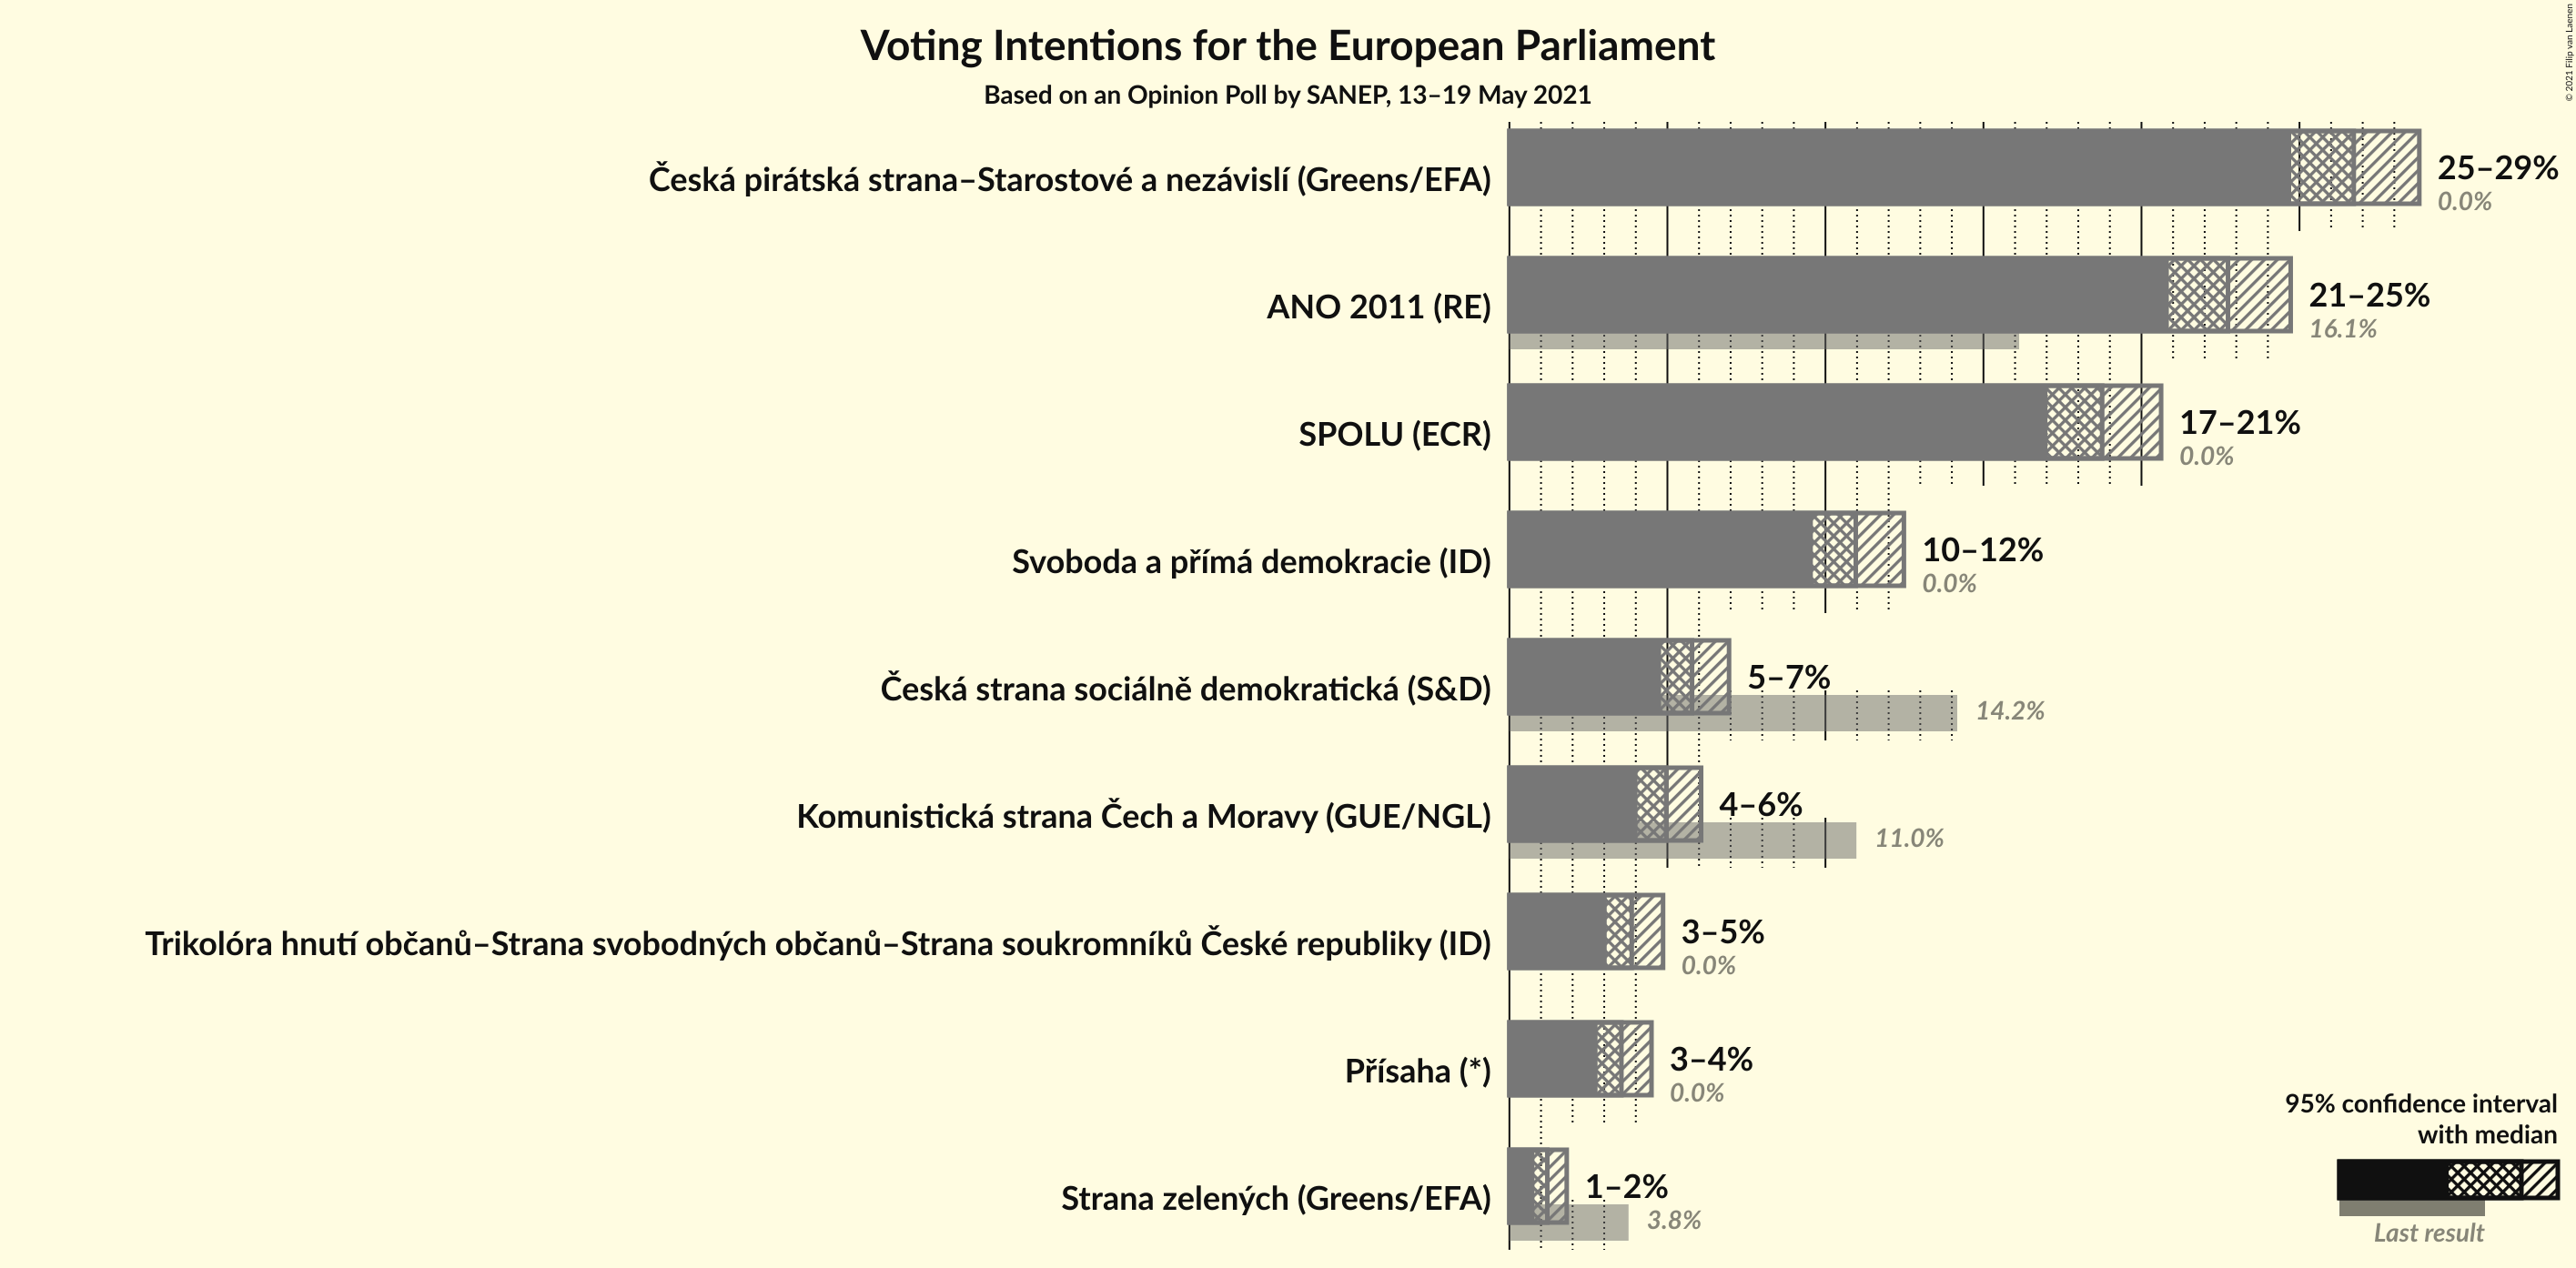 Voting Intentions for the European Parliament
Based on an Opinion Poll by SANEP, 13–19 May 2021
© 2021 Filip van Laenen
Česká pirátská strana–Starostové a nezávislí (Greens/EFA)
25–29%
0.0%
ANO 2011 (RE)
21–25%
16.1%
SPOLU (ECR)
17–21%
0.0%
Svoboda a přímá demokracie (ID)
10–12%
0.0%
Česká strana sociálně demokratická (S&D)
5–7%
14.2%
Komunistická strana Čech a Moravy (GUE/NGL)
4–6%
11.0%
Trikolóra hnutí občanů–Strana svobodných občanů–Strana soukromníků České republiky (ID)
3–5%
0.0%
Přísaha (*)
3–4%
0.0%
Strana zelených (Greens/EFA)
1–2%
3.8%
95% confidence interval
with median
Last result